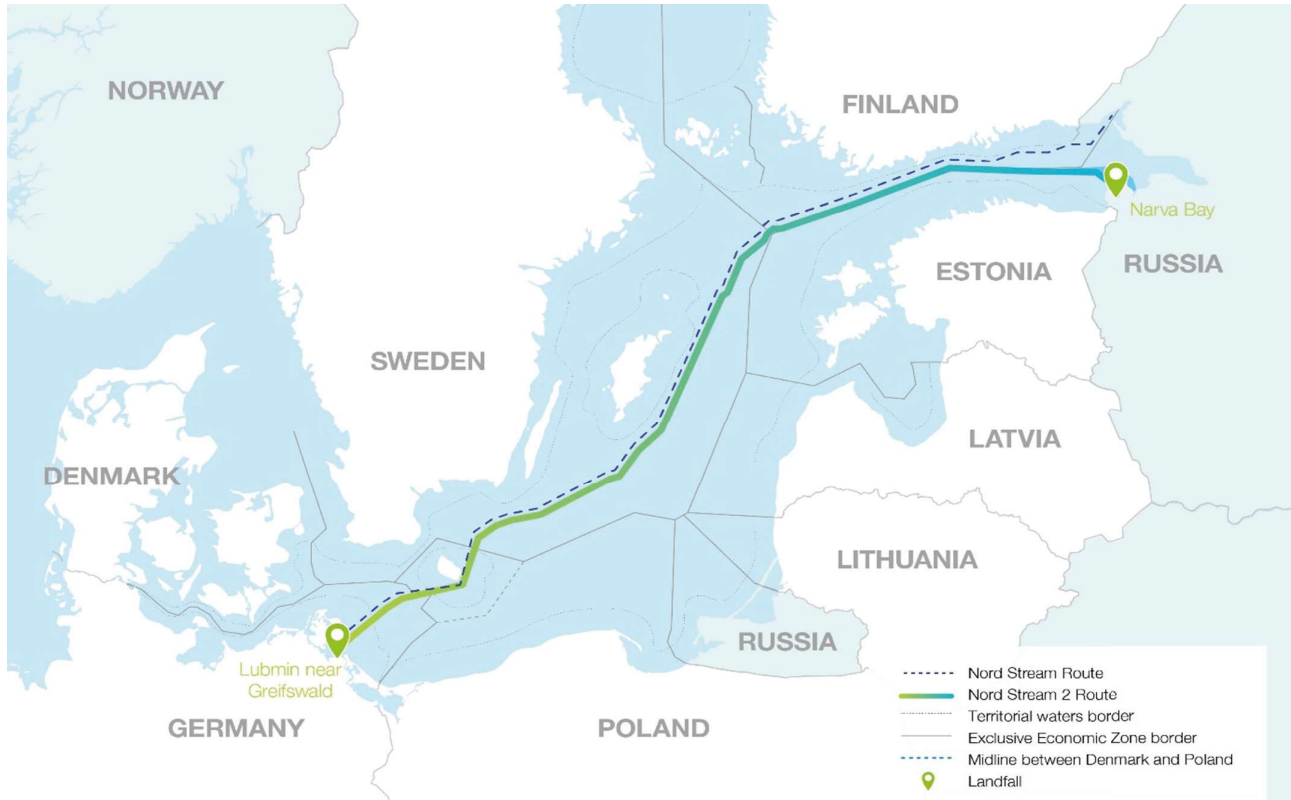 NORWAY
FINLAND
Narva Bay
ESTONIA
RUSSIA
SWEDEN
LATVIA
DENMARK
LITHUANIA
RUSSIA
Lubmin near
Greifswald
GERMANY
POLAND
Nord Stream Route
Nord Stream 2 Route
Territorial waters border
Exclusive Economic Zone border
Midline between Denmark and Poland
Landfall